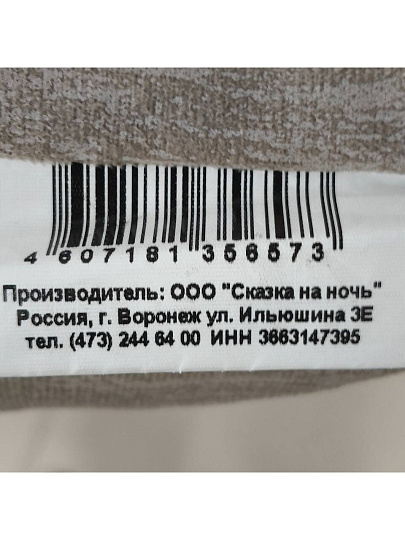 4 607181 356573
Производитель: ООО "Сказка на ночь"
Россия, г. Воронеж ул. Ильюшина 3Е
тел. (473) 244 64 00 ИНН 3663147395